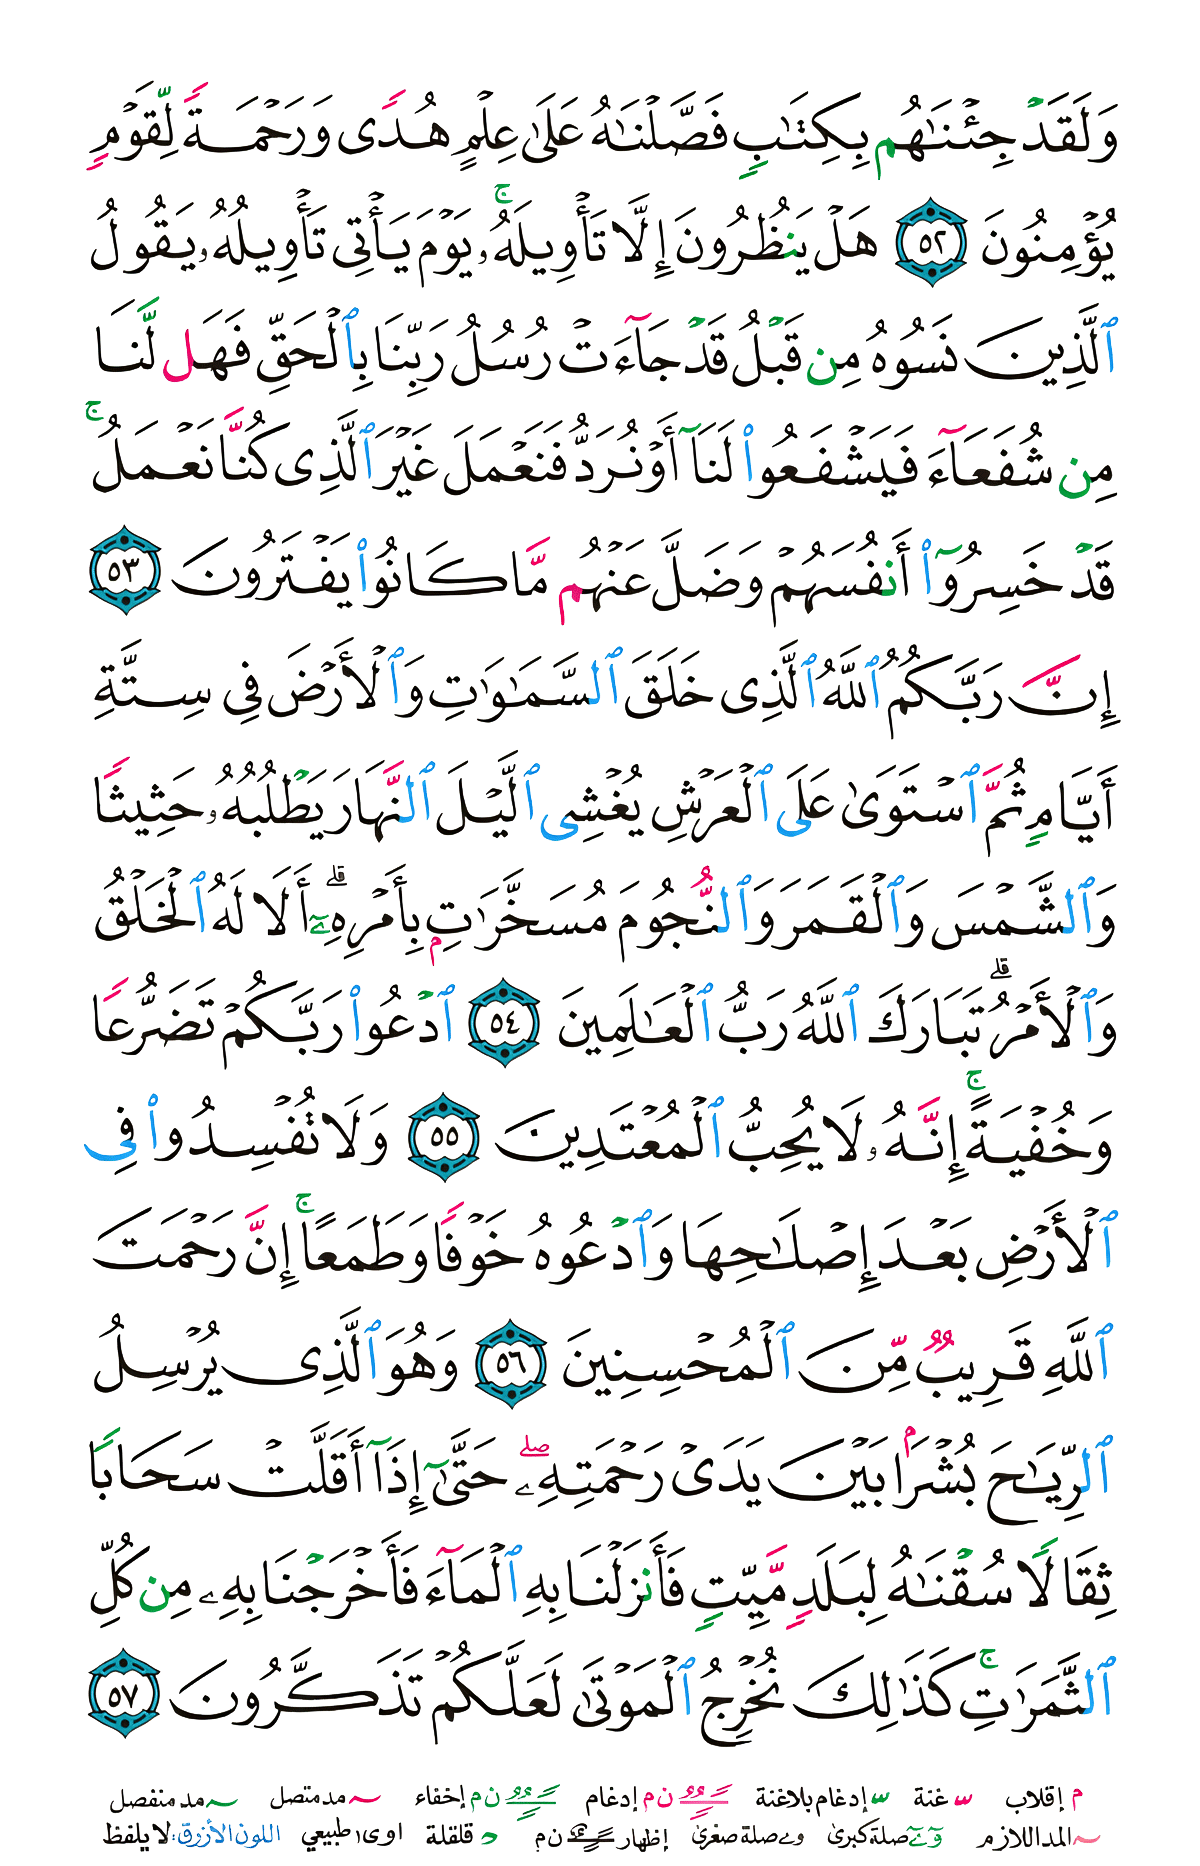 وَلَقَدْ جِئْنَـٰهُم بِكِتَـٰبٍ فَصَّلْنَـٰهُ عَلَىٰ عِلْمٍ هُدًى وَرَحْمَةً لِّقَوْمٍ
يُؤْمِنُونَ ٥٢ هَلْ يَنظُرُونَ إِلَّا تَأْوِيلَهُۥ ۚ يَوْمَ يَأْتِى تَأْوِيلُهُۥ يَقُولُ
ٱلَّذِينَ نَسُوهُ مِن قَبْلُ قَدْ جَآءَتْ رُسُلُ رَبِّنَا بِٱلْحَقِّ فَهَل لَّنَا
مِن شُفَعَآءَ فَيَشْفَعُوا۟ لَنَآ أَوْ نُرَدُّ فَنَعْمَلَ غَيْرَ ٱلَّذِى كُنَّا نَعْمَلُ ۚ
قَدْ خَسِرُوٓا۟ أَنفُسَهُمْ وَضَلَّ عَنْهُم مَّا كَانُوا۟ يَفْتَرُونَ ٥٣
إِنَّ رَبَّكُمُ ٱللَّهُ ٱلَّذِى خَلَقَ ٱلسَّمَـٰوَٰتِ وَٱلْأَرْضَ فِى سِتَّةِ
أَيَّامٍ ثُمَّ ٱسْتَوَىٰ عَلَى ٱلْعَرْشِ يُغْشِى ٱلَّيْلَ ٱلنَّهَارَ يَطْلُبُهُۥ حَثِيثًا
وَٱلشَّمْسَ وَٱلْقَمَرَ وَٱلنُّجُومَ مُسَخَّرَٰتٍۭ بِأَمْرِهِۦٓ ۗ أَلَا لَهُ ٱلْخَلْقُ
وَٱلْأَمْرُ ۗ تَبَارَكَ ٱللَّهُ رَبُّ ٱلْعَـٰلَمِينَ ٥٤ ٱدْعُوا۟ رَبَّكُمْ تَضَرُّعًا
وَخُفْيَةً ۚ إِنَّهُۥ لَا يُحِبُّ ٱلْمُعْتَدِينَ ٥٥ وَلَا تُفْسِدُوا۟ فِى
ٱلْأَرْضِ بَعْدَ إِصْلَـٰحِهَا وَٱدْعُوهُ خَوْفًا وَطَمَعًا ۚ إِنَّ رَحْمَتَ
ٱللَّهِ قَرِيبٌ مِّنَ ٱلْمُحْسِنِينَ ٥٦ وَهُوَ ٱلَّذِى يُرْسِلُ
ٱلرِّيَـٰحَ بُشْرًۢا بَيْنَ يَدَىْ رَحْمَتِهِۦ ۖ حَتَّىٰٓ إِذَآ أَقَلَّتْ سَحَابًا
ثِقَالًا سُقْنَـٰهُ لِبَلَدٍ مَّيِّتٍ فَأَنزَلْنَا بِهِ ٱلْمَآءَ فَأَخْرَجْنَا بِهِۦ مِن كُلِّ
ٱلثَّمَرَٰتِ ۚ كَذَٰلِكَ نُخْرِجُ ٱلْمَوْتَىٰ لَعَلَّكُمْ تَذَكَّرُونَ ٥٧
م إقلاب غنة إدغام بلاغنة ن م إدغام ن م إخفاء مد متصل مد منفصل
المد اللازم صلة كبرى وے صلة صغرى إظهار ن م قلقلة اوى طبيعي اللون الأزرق: لا يلفظ